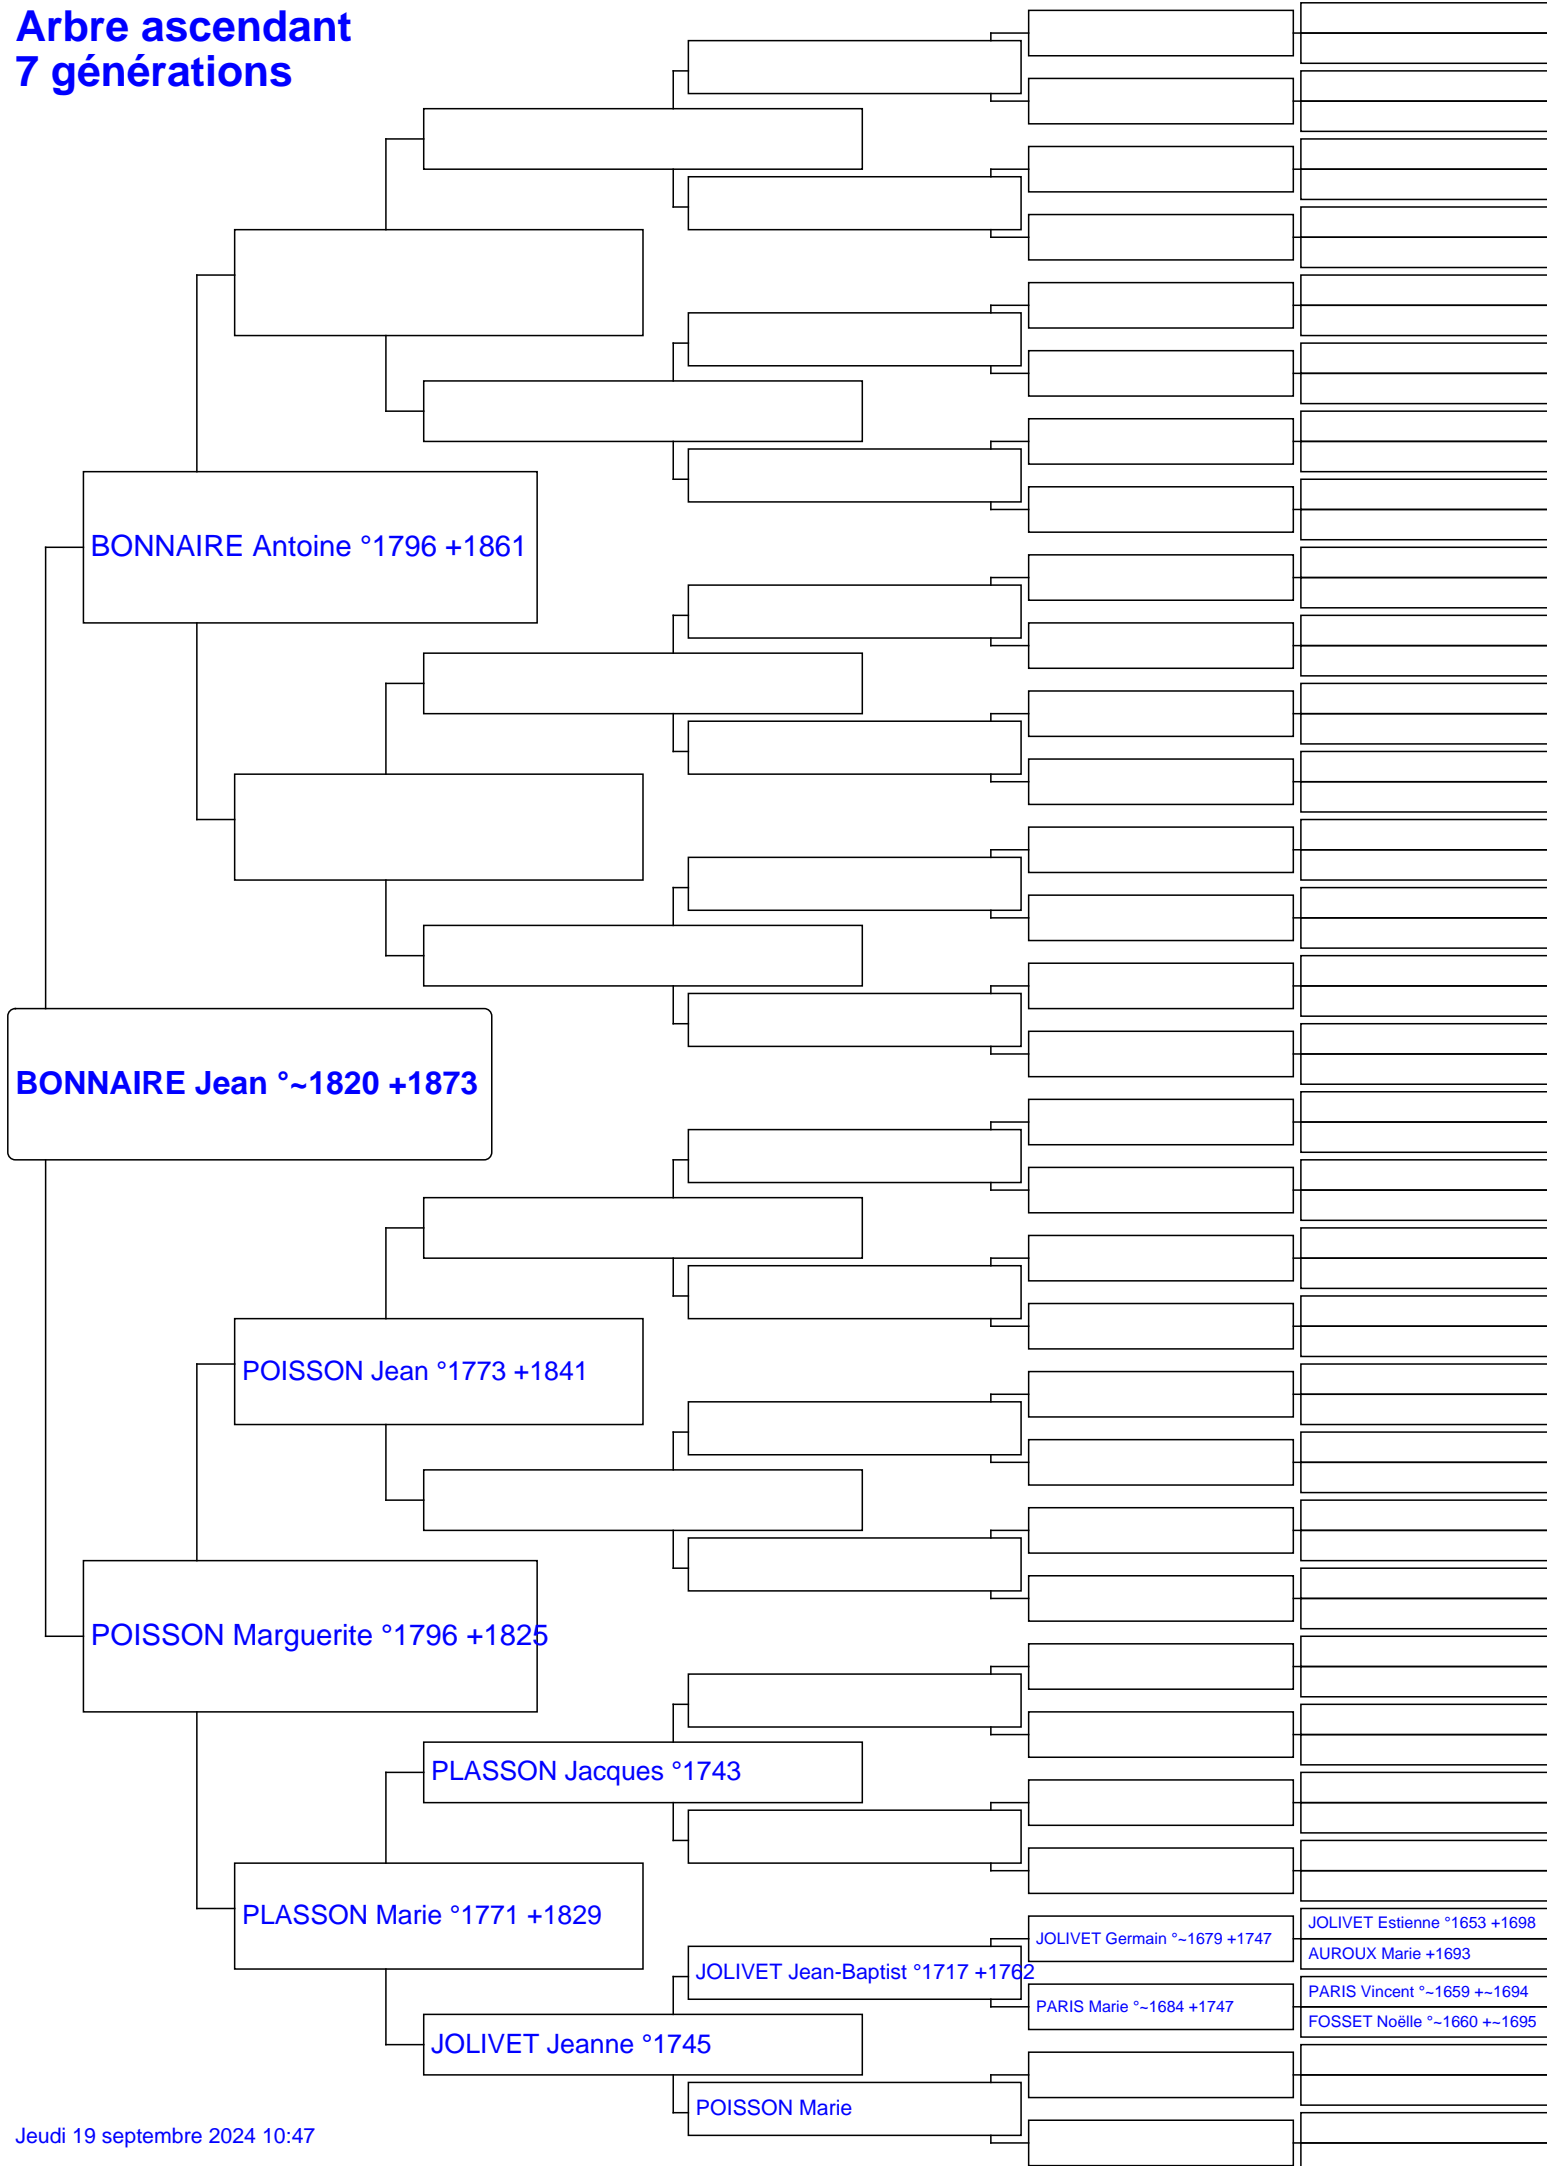 Arbre ascendant
7 générations
BONNAIRE Antoine °1796 +1861
BONNAIRE Jean °~1820 +1873
POISSON Jean °1773 +1841
POISSON Marguerite °1796 +1825
PLASSON Jacques °1743
PLASSON Marie °1771 +1829
JOLIVET Estienne °1653 +1698
JOLIVET Germain °~1679 +1747
AUROUX Marie +1693
JOLIVET Jean-Baptist °1717 +1762
PARIS Vincent °~1659 +~1694
PARIS Marie °~1684 +1747
FOSSET Noëlle °~1660 +~1695
JOLIVET Jeanne °1745
POISSON Marie
Jeudi 19 septembre 2024 10:47